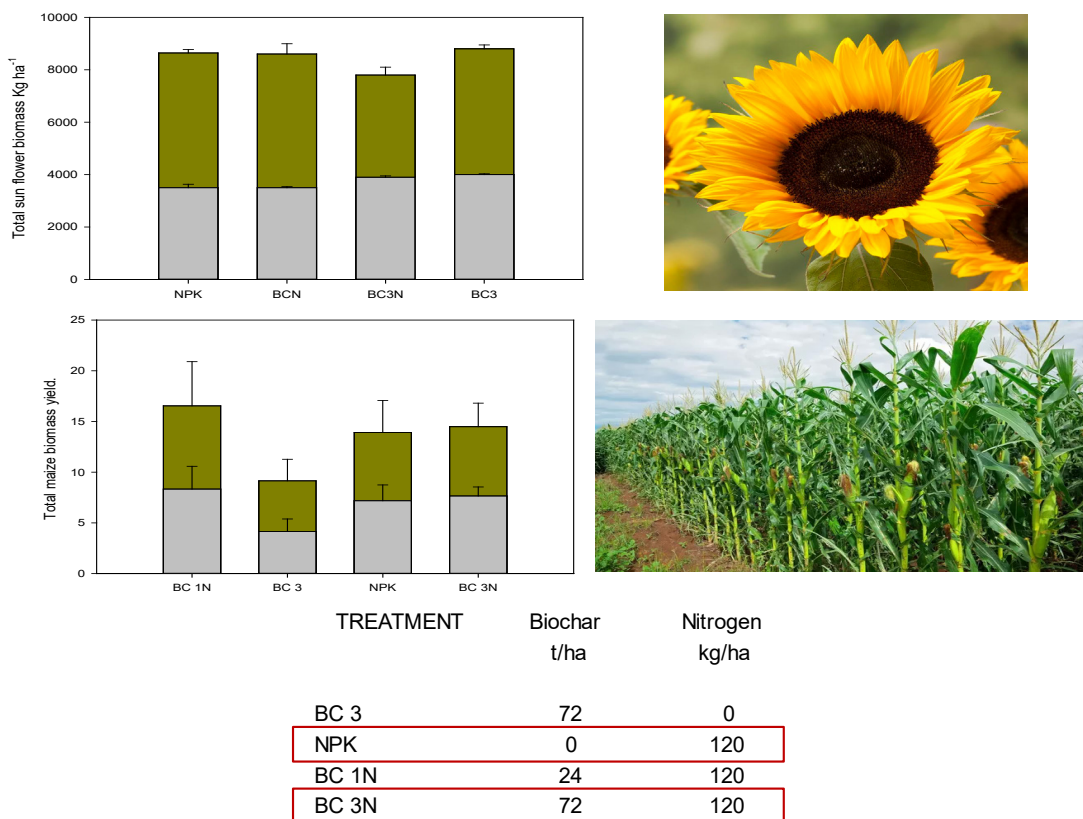 10000
8000
6000
4000
2000
0
Total sun flower biomass Kg ha⁻¹
NPK BCN BC3N BC3
25
20
15
10
5
0
Total maize biomass yield.
BC 1N BC 3 NPK BC 3N
TREATMENT Biochar Nitrogen
t/ha kg/ha
BC 3 72 0
NPK 0 120
BC 1N 24 120
BC 3N 72 120